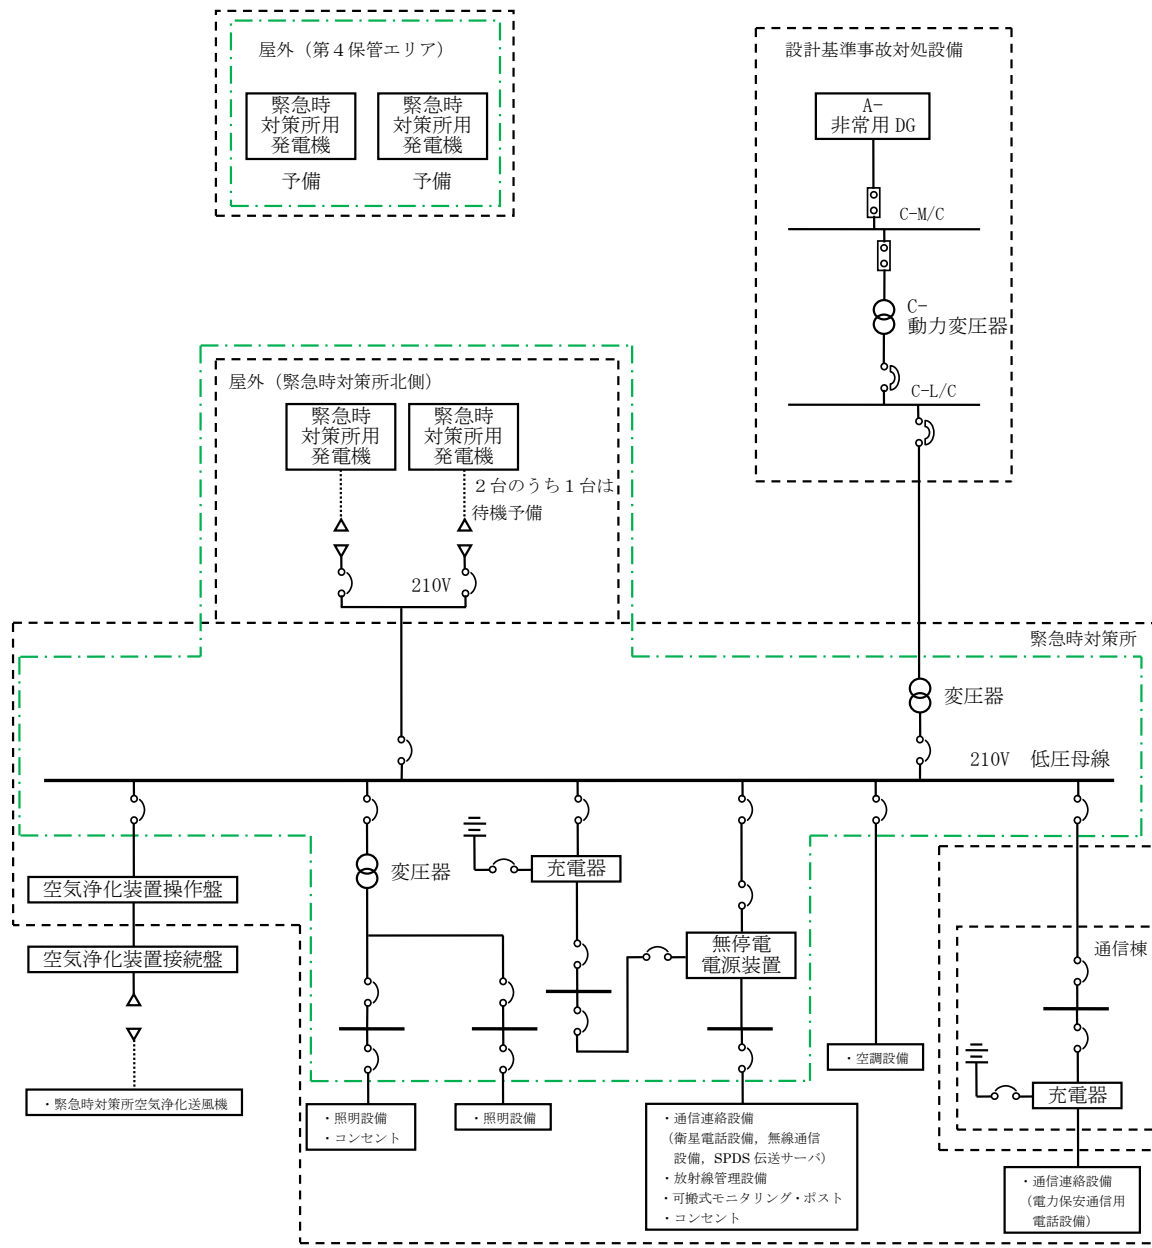 屋外（第４保管エリア）
緊急時
対策所用
発電機
緊急時
対策所用
発電機
予備
予備
設計基準事故対処設備
A-
非常用 DG
C-M/C
C-
動力変圧器
C-L/C
屋外（緊急時対策所北側）
緊急時
対策所用
発電機
緊急時
対策所用
発電機
２台のうち１台は
待機予備
210V
緊急時対策所
変圧器
210V 低圧母線
変圧器
充電器
空気浄化装置操作盤
空気浄化装置接続盤
無停電
電源装置
通信棟
・空調設備
充電器
・緊急時対策所空気浄化送風機
・照明設備
・コンセント
・照明設備
・通信連絡設備
（衛星電話設備，無線通信
設備，SPDS 伝送サーバ）
・放射線管理設備
・可搬式モニタリング・ポスト
・コンセント
・通信連絡設備
（電力保安通信用
電話設備）